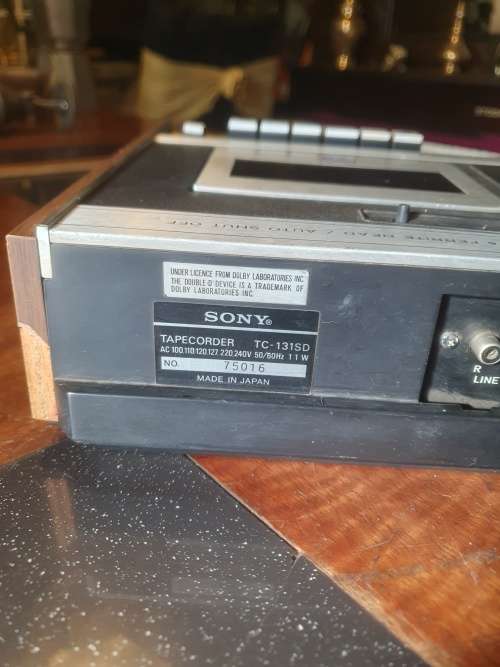 FERRITE HEAD / AUTO SHUT OFF
UNDER LICENCE FROM DOLBY LABORATORIES INC
THE DOUBLE-D DEVICE IS A TRADEMARK OF
DOLBY LABORATORIES INC.
SONY®
TAPECORDER TC-131SD
AC 100,110,120,127,220,240V 50/60Hz 11W
NO. 75016
MADE IN JAPAN
R
LINE